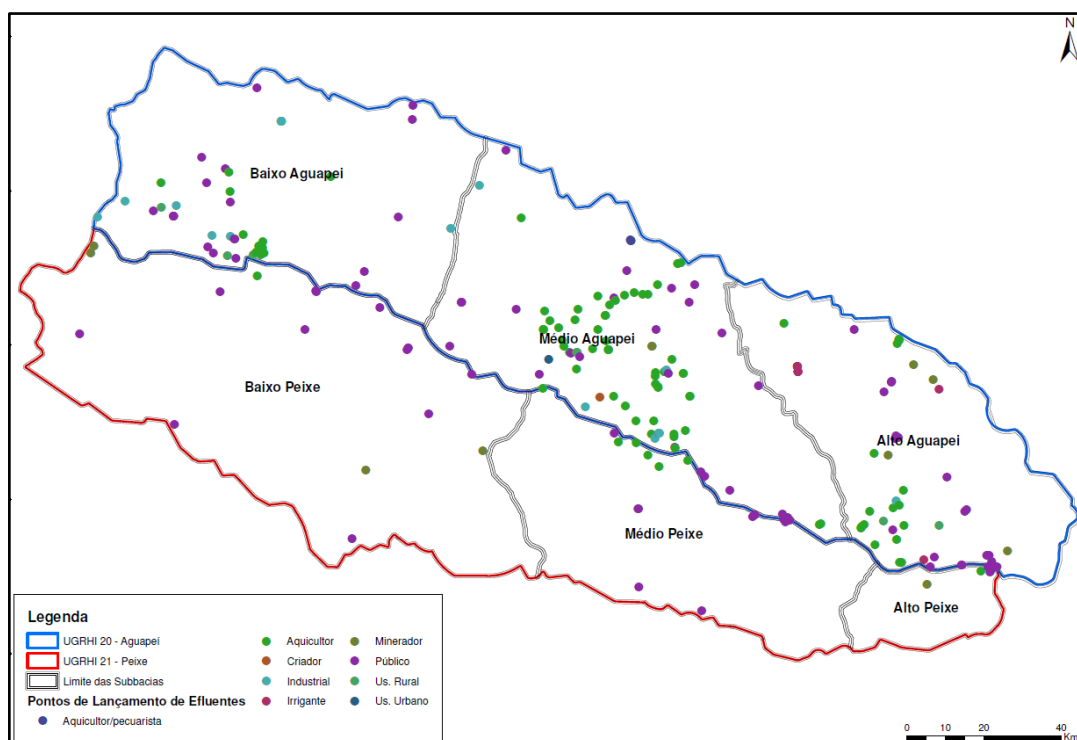 N
Baixo Aguapei
Médio Aguapei
Baixo Peixe
Alto Aguapei
Médio Peixe
Alto Peixe
Legenda
UGRHI 20 - Aguapeí
UGRHI 21 - Peixe
Limite das Subbacias
Pontos de Lançamento de Efluentes
Aquicultor/pecuarista
Aquicultor
Criador
Industrial
Irrigante
Minerador
Público
Us. Rural
Us. Urbano
0 5 10 20 30 40
Km